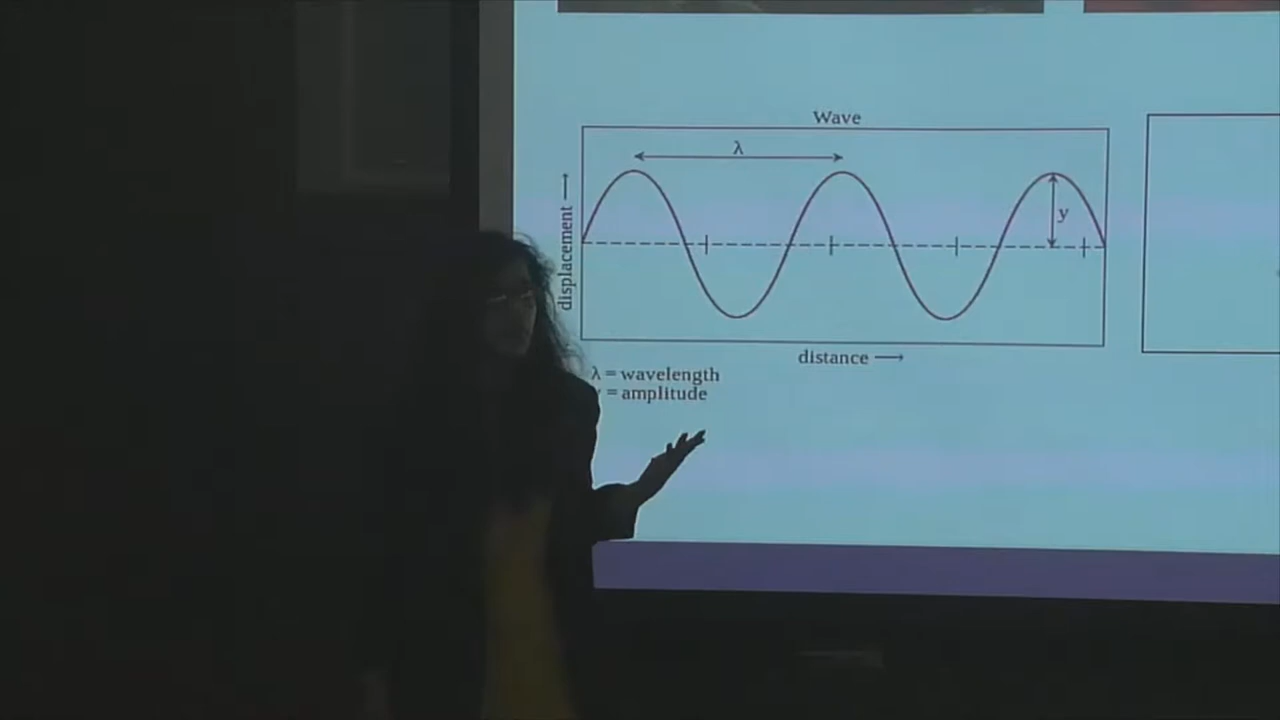 Wave
λ
displacement ⟶
y
distance ⟶
λ = wavelength
= amplitude